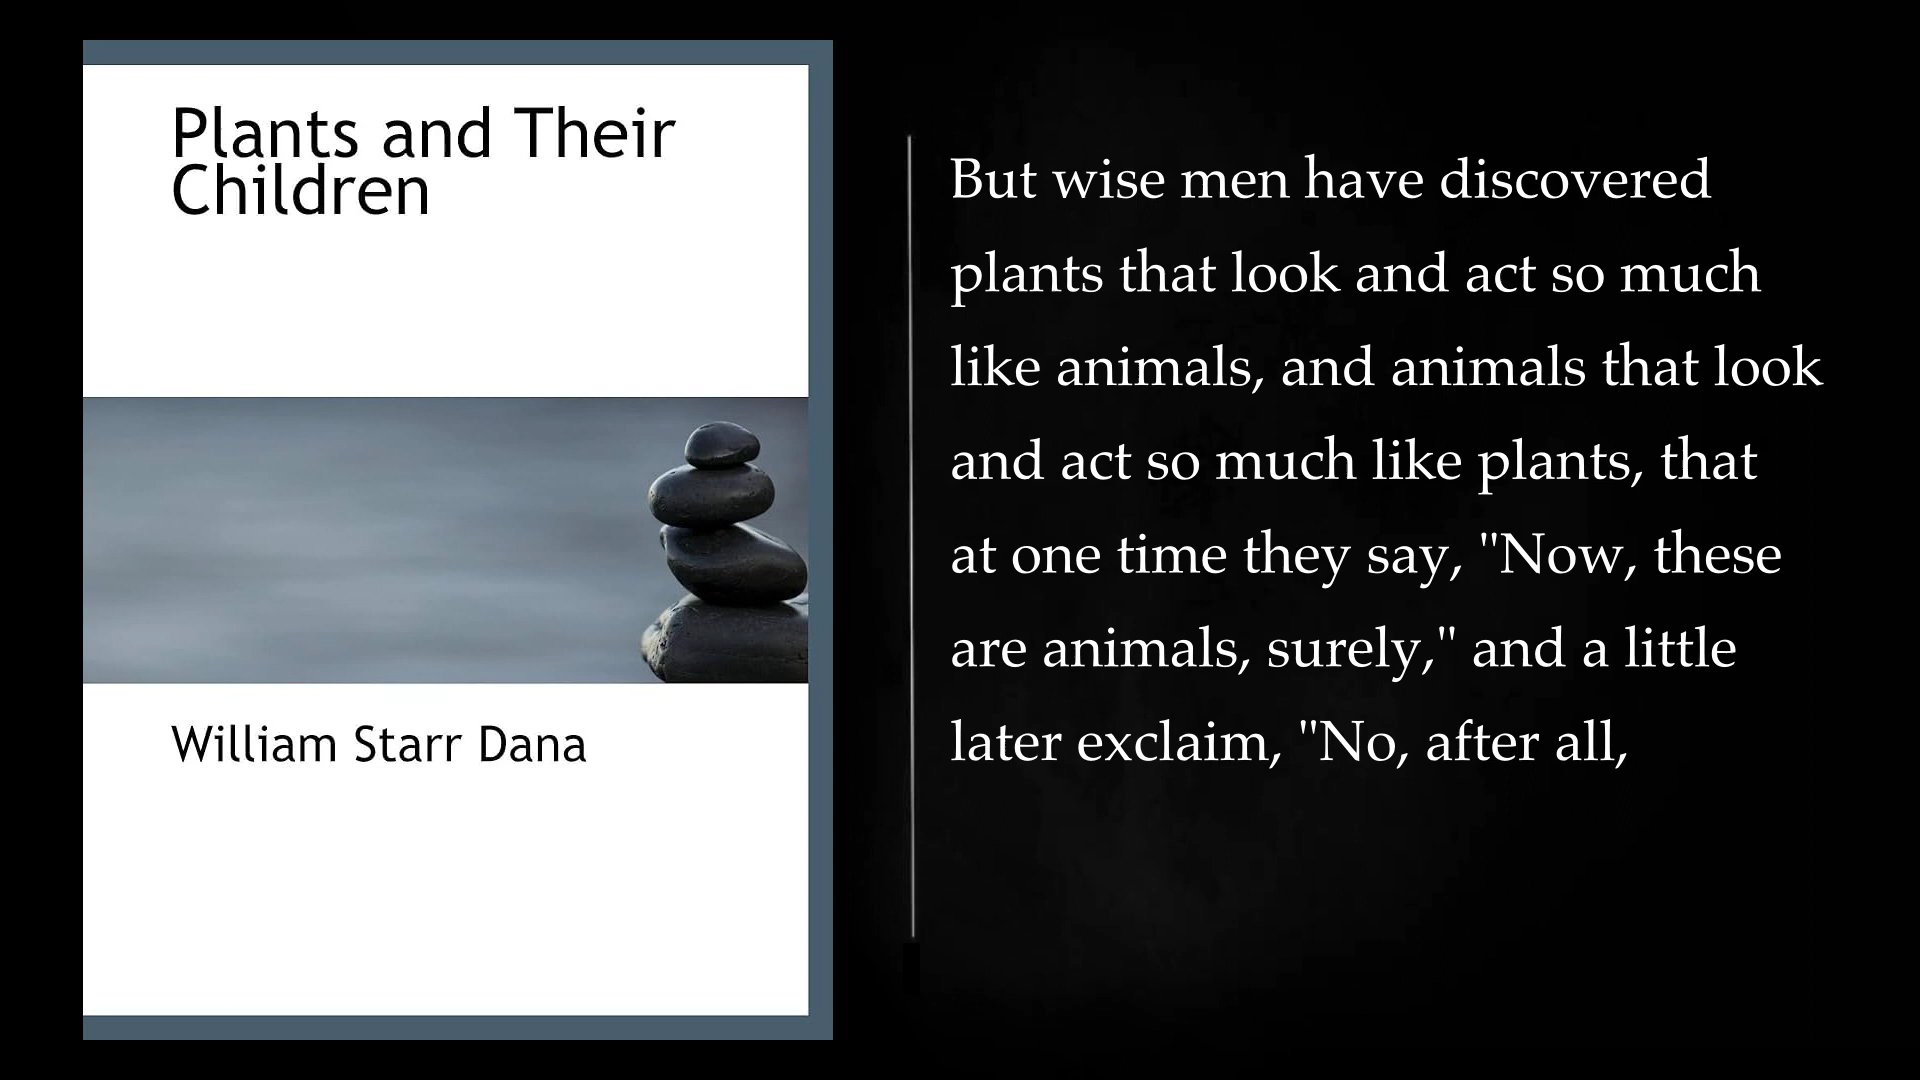 Plants and Their
Children
William Starr Dana
But wise men have discovered
plants that look and act so much
like animals, and animals that look
and act so much like plants, that
at one time they say, "Now, these
are animals, surely," and a little
later exclaim, "No, after all,